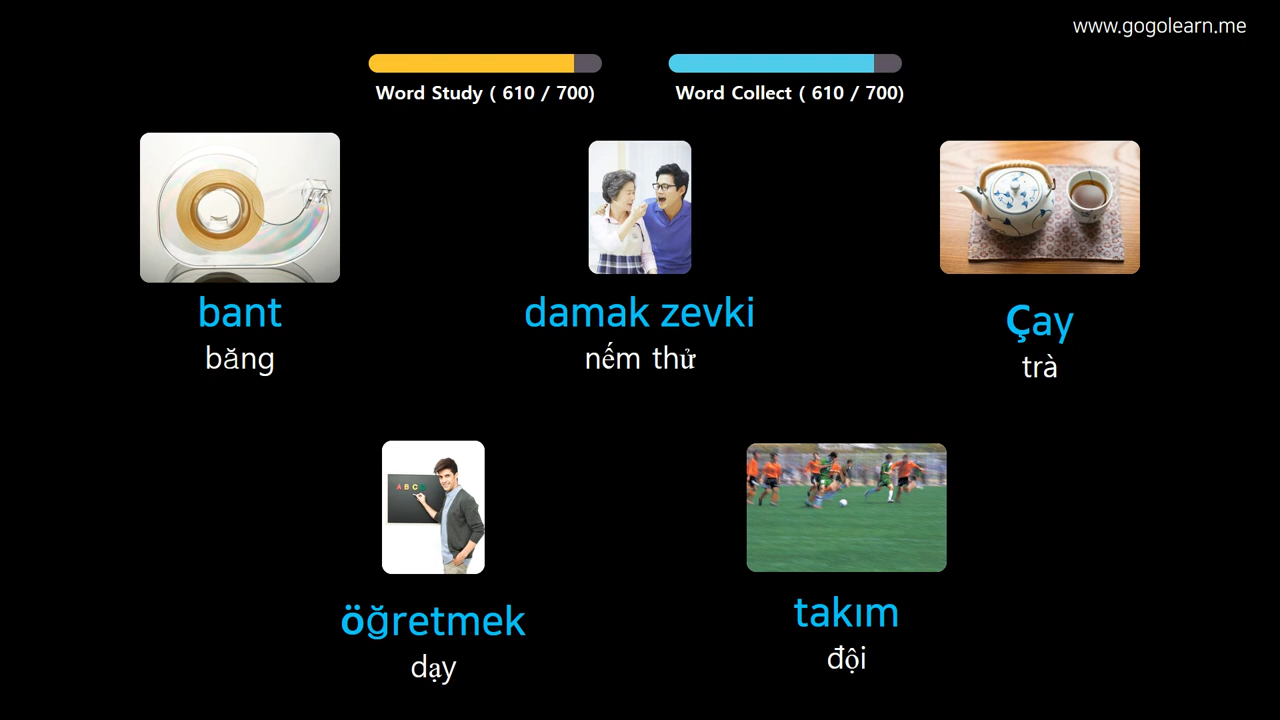 www.gogolearn.me
Word Study ( 610 / 700)
Word Collect ( 610 / 700)
bant
băng
damak zevki
nếm thử
Çay
trà
A B C D
öğretmek
dạy
takım
đội